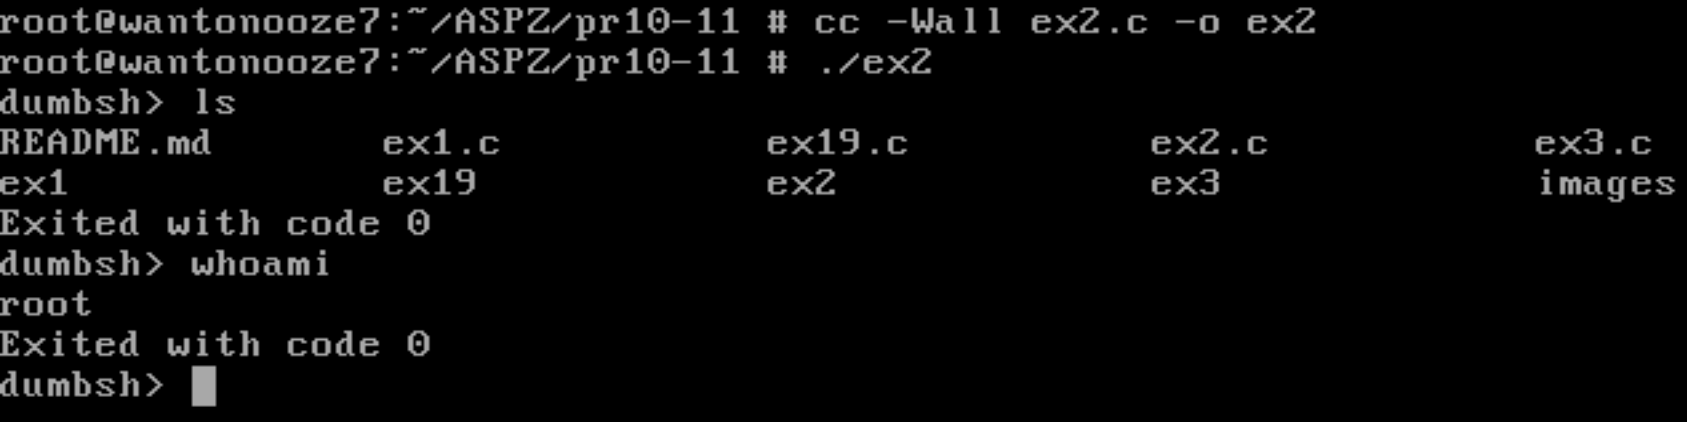 root@wantonooze7:~/ASPZ/pr10-11 # cc -Wall ex2.c -o ex2
root@wantonooze7:~/ASPZ/pr10-11 # ./ex2
dumbsh> ls
README.md ex1.c ex19.c ex2.c ex3.c
ex1 ex19 ex2 ex3 images
Exited with code 0
dumbsh> whoami
root
Exited with code 0
dumbsh>